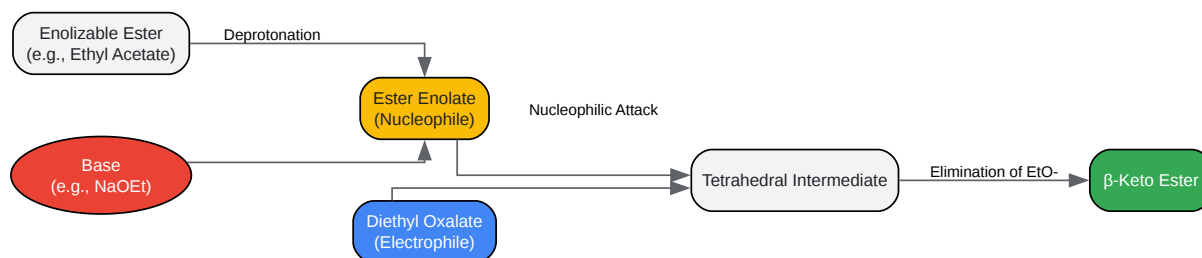 Enolizable Ester
(e.g., Ethyl Acetate)
Deprotonation
Ester Enolate
(Nucleophile)
Nucleophilic Attack
Base
(e.g., NaOEt)
Tetrahedral Intermediate
Elimination of EtO-
β-Keto Ester
Diethyl Oxalate
(Electrophile)